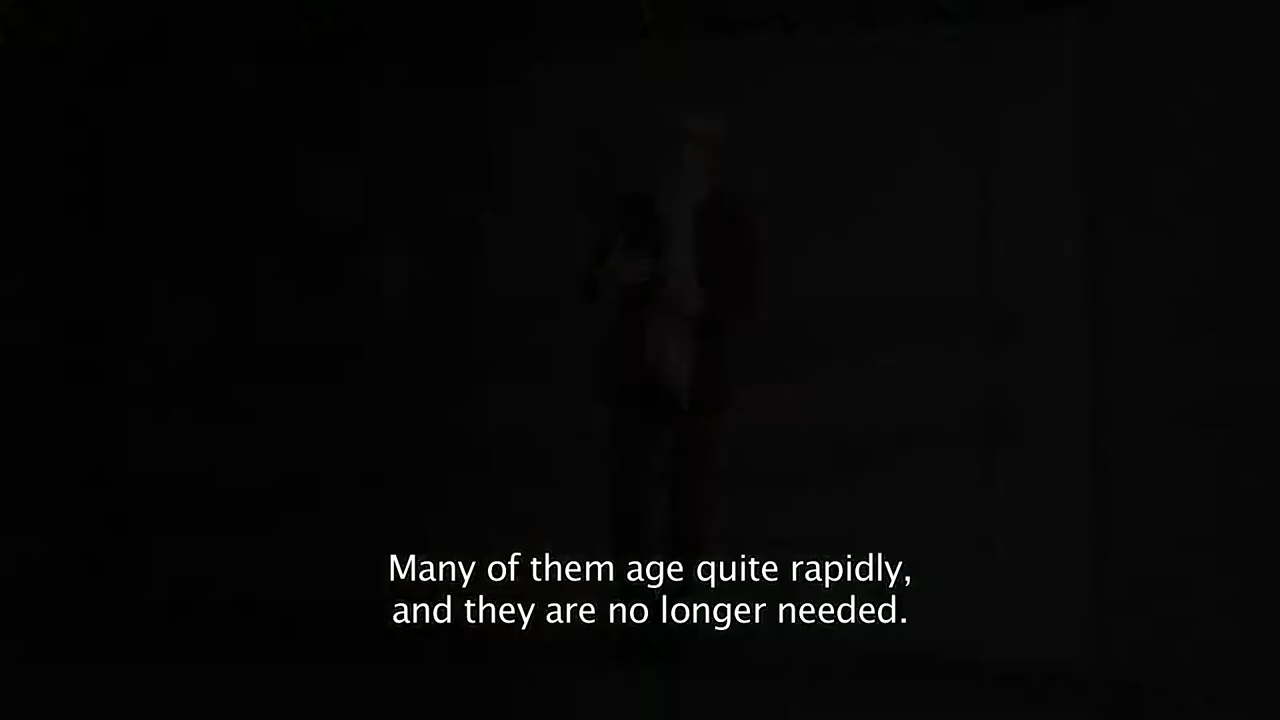 Many of them age quite rapidly,
and they are no longer needed.